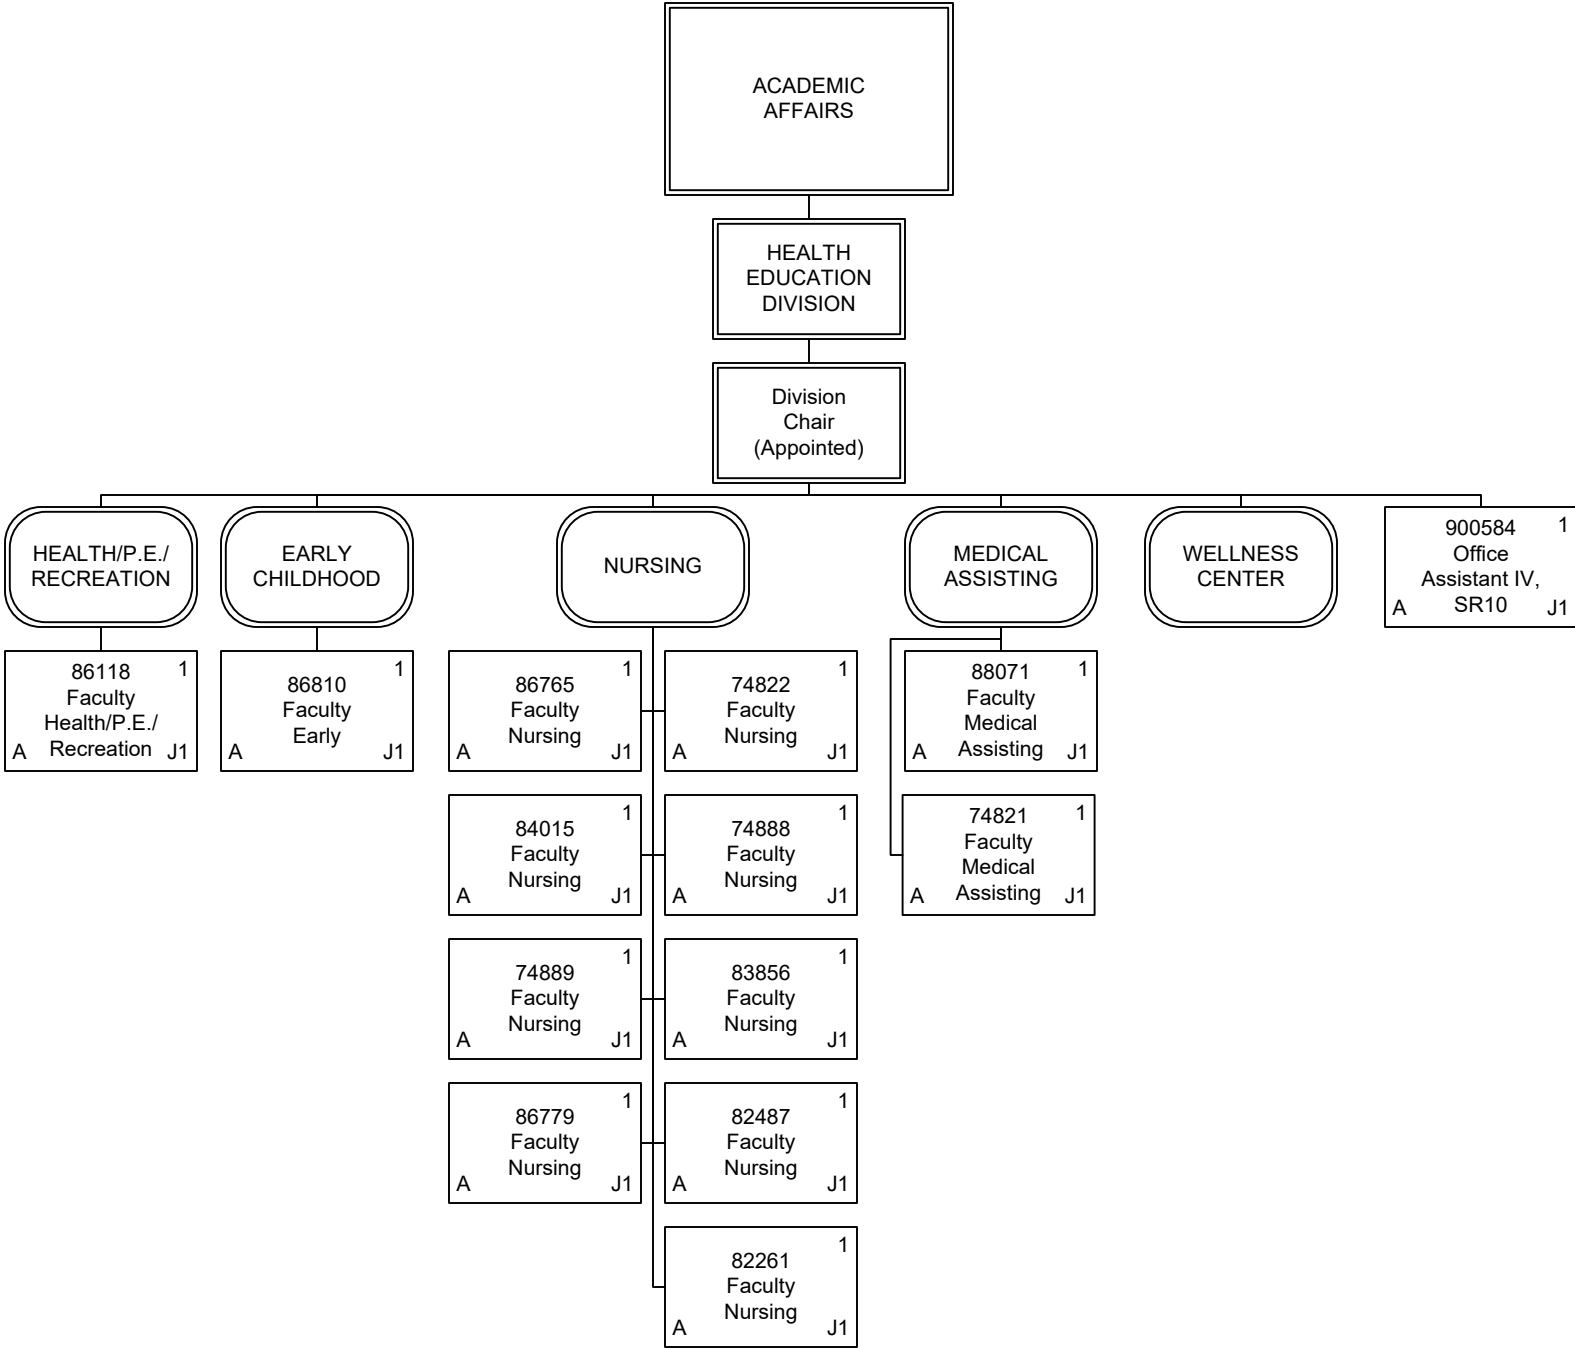 ACADEMIC
AFFAIRS
HEALTH
EDUCATION
DIVISION
Division
Chair
(Appointed)
HEALTH/P.E./
RECREATION
EARLY
CHILDHOOD
NURSING
MEDICAL
ASSISTING
WELLNESS
CENTER
900584 1
Office
Assistant IV,
A SR10 J1
86118 1
Faculty
Health/P.E./
A Recreation J1
86810 1
Faculty
Early
A J1
86765 1
Faculty
Nursing
A J1
74822 1
Faculty
Nursing
A J1
88071 1
Faculty
Medical
A Assisting J1
84015 1
Faculty
Nursing
A J1
74888 1
Faculty
Nursing
A J1
74821 1
Faculty
Medical
A Assisting J1
74889 1
Faculty
Nursing
A J1
83856 1
Faculty
Nursing
A J1
86779 1
Faculty
Nursing
A J1
82487 1
Faculty
Nursing
A J1
82261 1
Faculty
Nursing
A J1